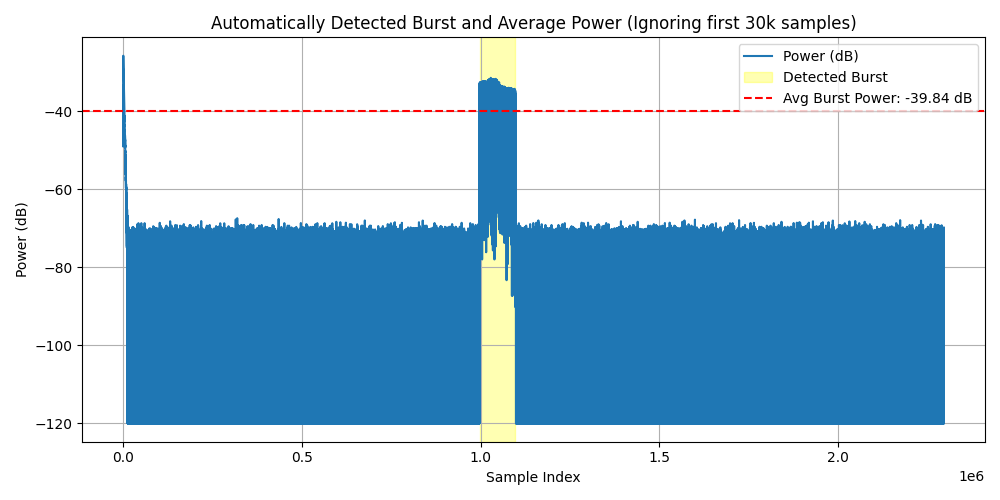 Automatically Detected Burst and Average Power (Ignoring first 30k samples)
Power (dB)
Detected Burst
Avg Burst Power: -39.84 dB
Power (dB)
−40
−60
−80
−100
−120
0.0 0.5 1.0 1.5 2.0
1e6
Sample Index